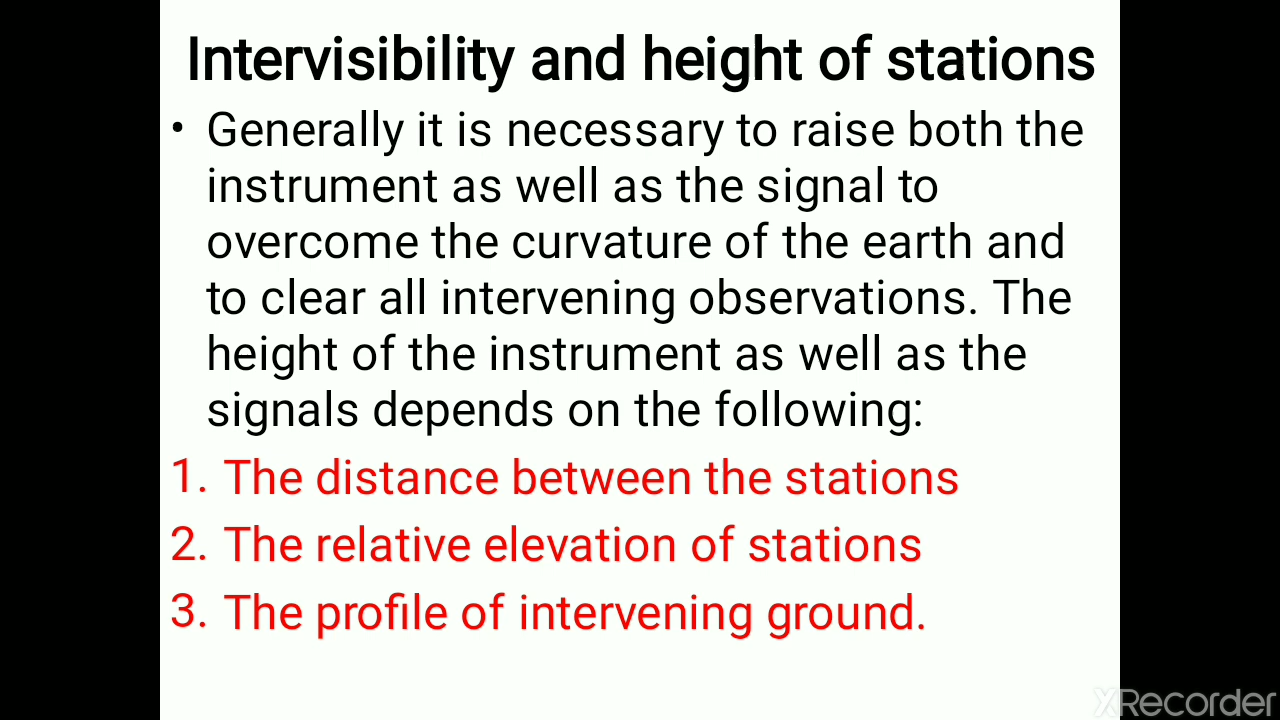 Intervisibility and height of stations
• Generally it is necessary to raise both the
instrument as well as the signal to
overcome the curvature of the earth and
to clear all intervening observations. The
height of the instrument as well as the
signals depends on the following:
1. The distance between the stations
2. The relative elevation of stations
3. The profile of intervening ground.
XRecorder